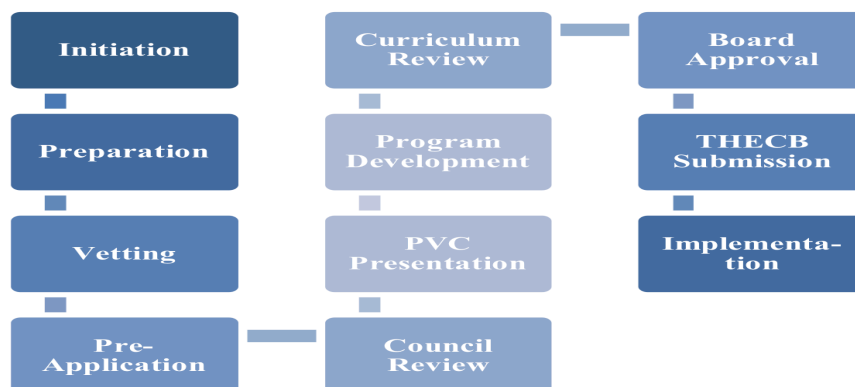 Initiation
Preparation
Vetting
Pre-
Application
Council
Review
PVC
Presentation
Program
Development
Curriculum
Review
Board
Approval
THECB
Submission
Implementa-
tion